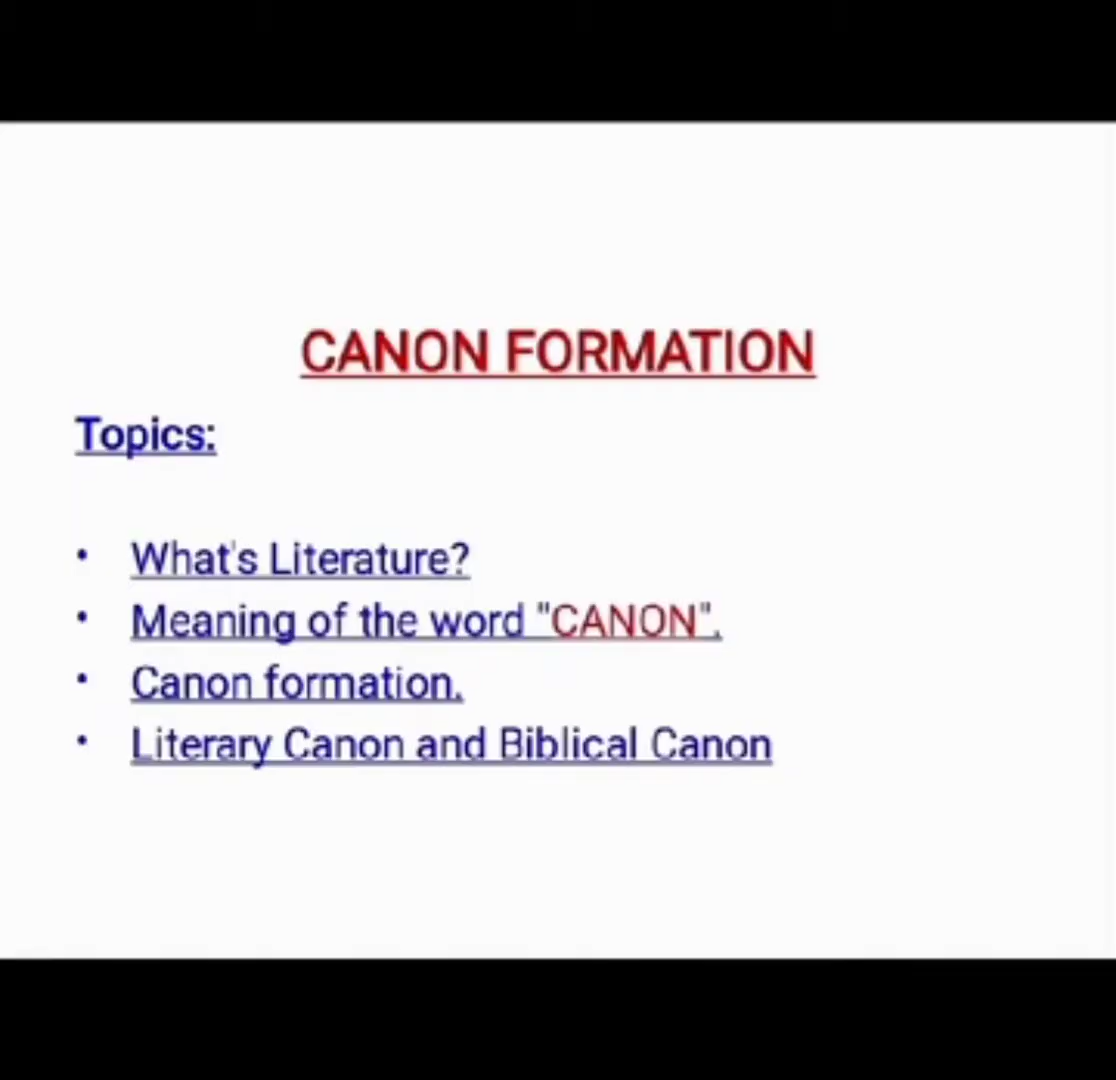 CANON FORMATION
Topics:
• What's Literature?
• Meaning of the word "CANON".
• Canon formation.
• Literary Canon and Biblical Canon